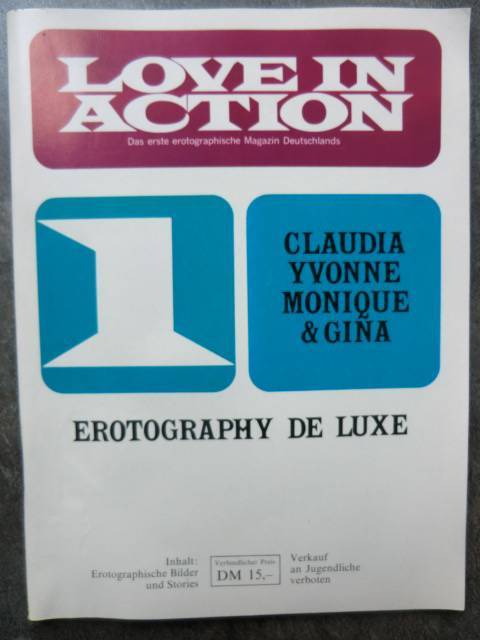 LOVE IN
ACTION
Das erste erotographische Magazin Deutschlands
1
CLAUDIA
YVONNE
MONIQUE
& GINA
EROTOGRAPHY DE LUXE
Inhalt:
Erotographische Bilder
und Stories
Verbindlicher Preis
DM 15,–
Verkauf
an Jugendliche
verboten